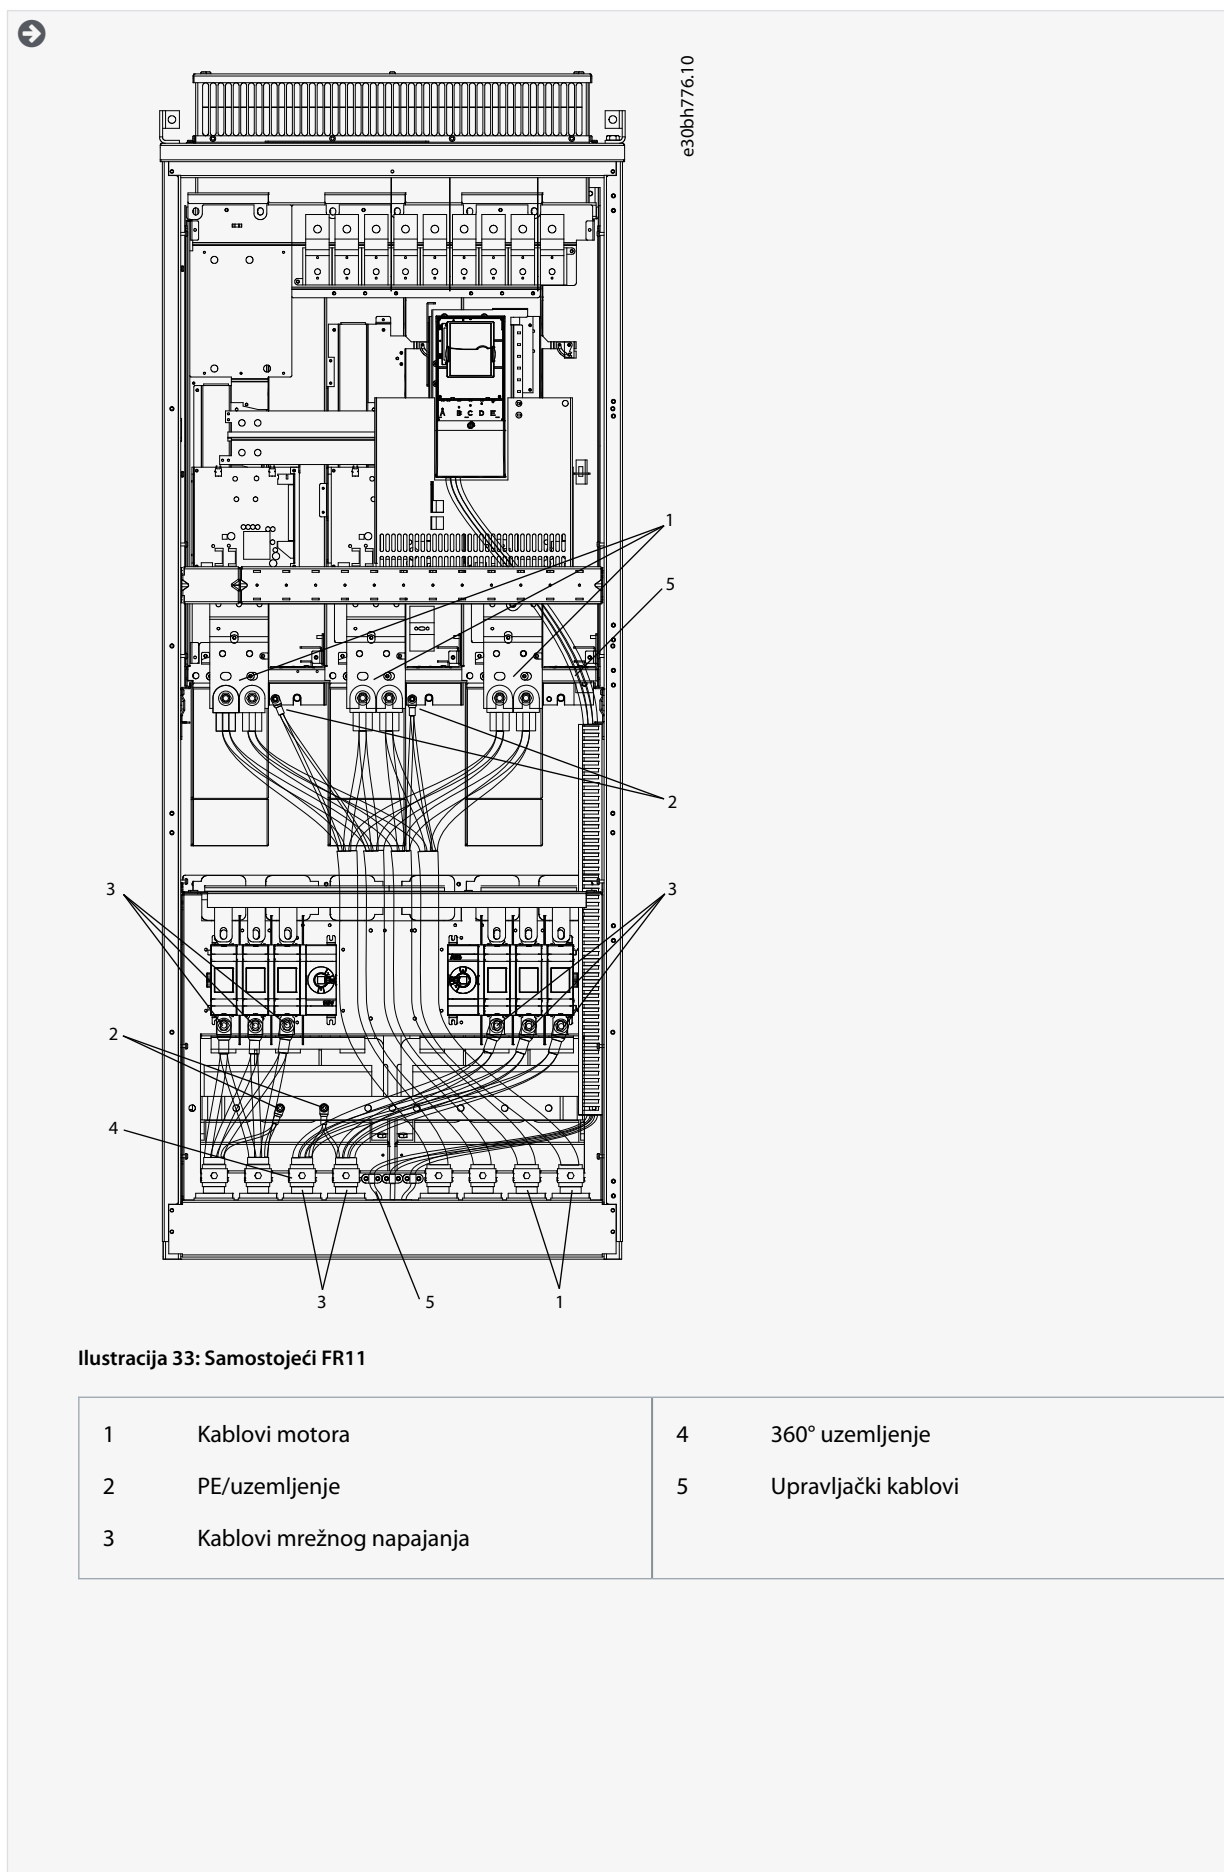 e30bh776.10
A B C D E
1
5
2
3
3
2
4
3
5
1
Ilustracija 33: Samostojeći FR11
1 Kablovi motora
2 PE/uzemljenje
3 Kablovi mrežnog napajanja
4 360° uzemljenje
5 Upravljački kablovi